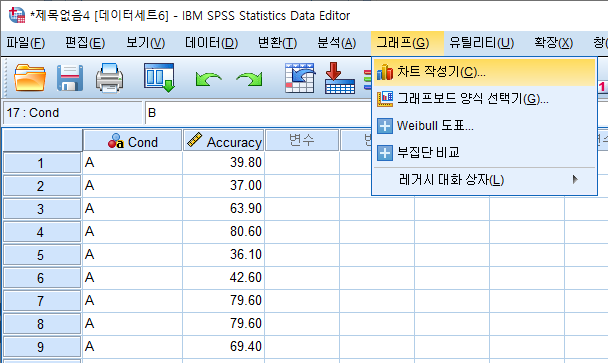 *제목없음4 [데이터세트6] - IBM SPSS Statistics Data Editor
파일(F) 편집(E) 보기(V) 데이터(D) 변환(T) 분석(A) 그래프(G) 유틸리티(U) 확장(X) 창
차트 작성기(C)...
그래프보드 양식 선택기(G)...
Weibull 도표...
부집단 비교
레거시 대화 상자(L)
17 : Cond B
Cond Accuracy 변수
1 A 39.80
2 A 37.00
3 A 63.90
4 A 80.60
5 A 36.10
6 A 42.60
7 A 79.60
8 A 79.60
9 A 69.40